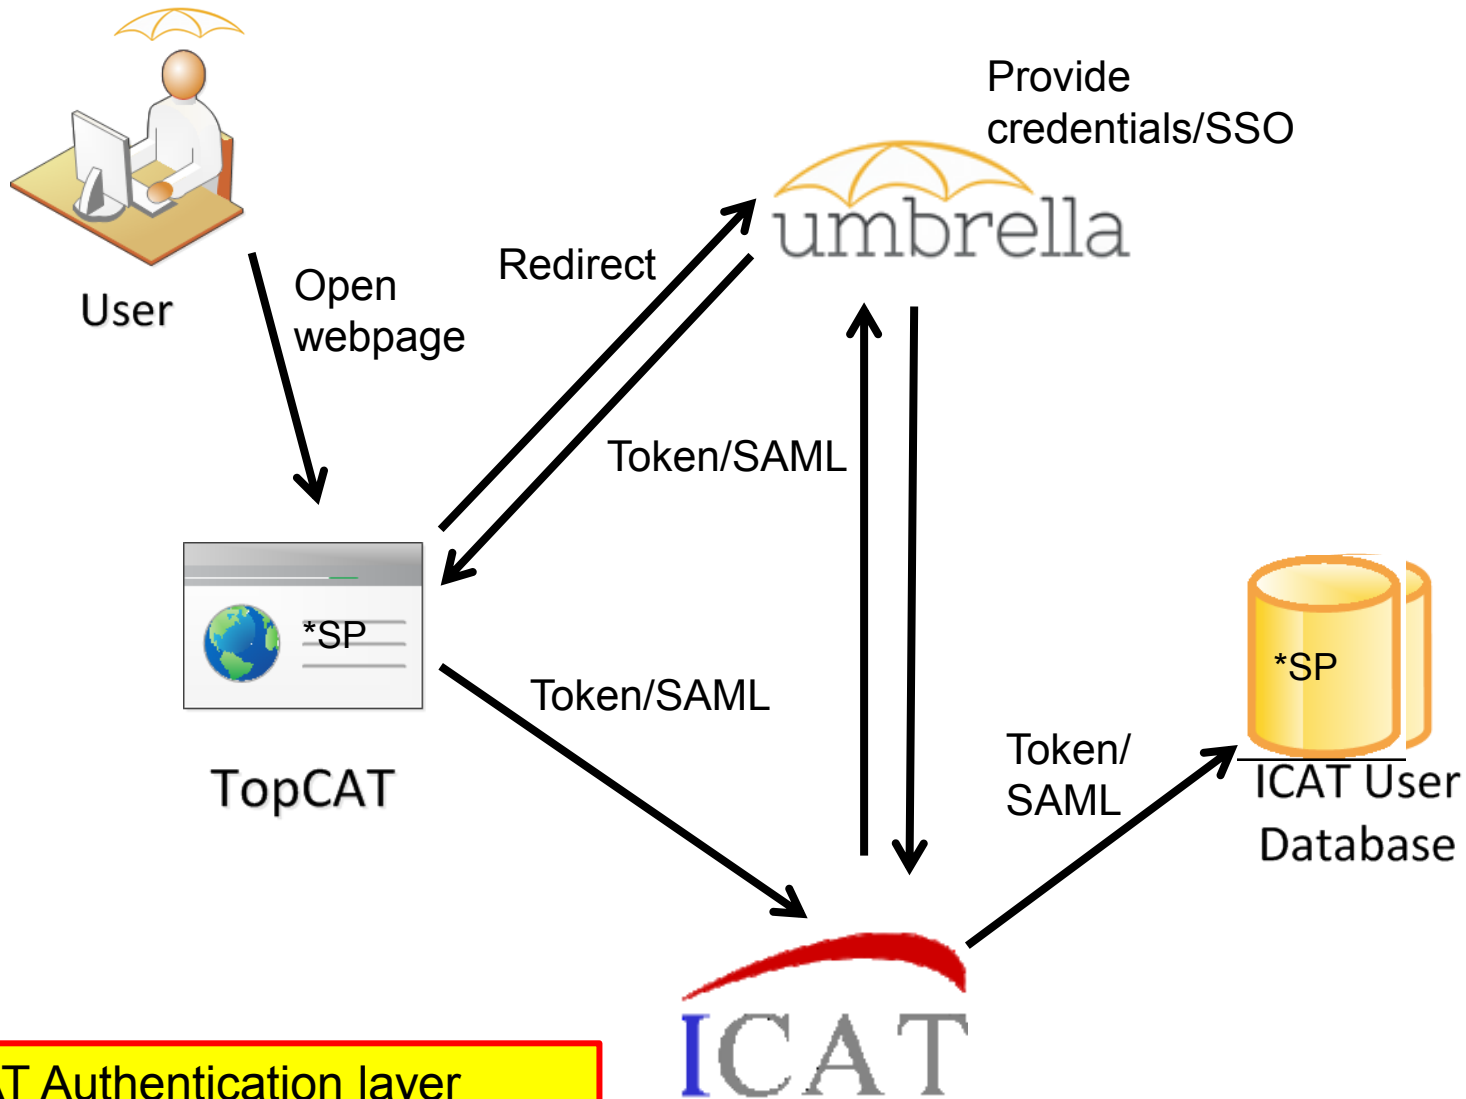 Provide
credentials/SSO
umbrella
User
Open
webpage
Redirect
Token/SAML
*SP
TopCAT
Token/SAML
*SP
Token/
SAML
ICAT User
Database
ICAT
Authentication layer